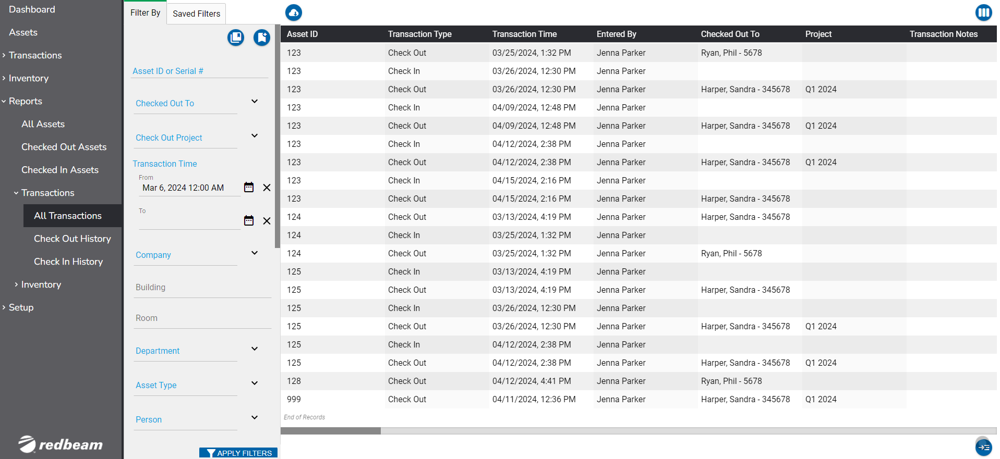 Dashboard
Assets
Transactions
Inventory
Reports
All Assets
Checked Out Assets
Checked In Assets
Transactions
All Transactions
Check Out History
Check In History
Inventory
Setup
redbeam
Filter By
Saved Filters
Asset ID or Serial #
Checked Out To
Check Out Project
Transaction Time
From
Mar 6, 2024 12:00 AM
To
Company
Building
Room
Department
Asset Type
Person
APPLY FILTERS
Asset ID Transaction Type Transaction Time Entered By Checked Out To Project Transaction Notes
123 Check Out 03/25/2024, 1:32 PM Jenna Parker Ryan, Phil - 5678
123 Check In 03/26/2024, 12:30 PM Jenna Parker
123 Check Out 03/26/2024, 12:30 PM Jenna Parker Harper, Sandra - 345678 Q1 2024
123 Check In 04/09/2024, 12:48 PM Jenna Parker
123 Check Out 04/09/2024, 12:48 PM Jenna Parker Harper, Sandra - 345678 Q1 2024
123 Check In 04/12/2024, 2:38 PM Jenna Parker
123 Check Out 04/12/2024, 2:38 PM Jenna Parker Harper, Sandra - 345678 Q1 2024
123 Check In 04/15/2024, 2:16 PM Jenna Parker
123 Check Out 04/15/2024, 2:16 PM Jenna Parker Harper, Sandra - 345678
124 Check Out 03/13/2024, 4:19 PM Jenna Parker Harper, Sandra - 345678
124 Check In 03/25/2024, 1:32 PM Jenna Parker
124 Check Out 03/25/2024, 1:32 PM Jenna Parker Ryan, Phil - 5678
125 Check In 03/13/2024, 4:19 PM Jenna Parker
125 Check Out 03/13/2024, 4:19 PM Jenna Parker Harper, Sandra - 345678
125 Check In 03/26/2024, 12:30 PM Jenna Parker
125 Check Out 03/26/2024, 12:30 PM Jenna Parker Harper, Sandra - 345678 Q1 2024
125 Check In 04/12/2024, 2:38 PM Jenna Parker
125 Check Out 04/12/2024, 2:38 PM Jenna Parker Harper, Sandra - 345678 Q1 2024
128 Check Out 04/12/2024, 4:41 PM Jenna Parker Ryan, Phil - 5678
999 Check Out 04/11/2024, 12:36 PM Jenna Parker Harper, Sandra - 345678 Q1 2024
End of Records